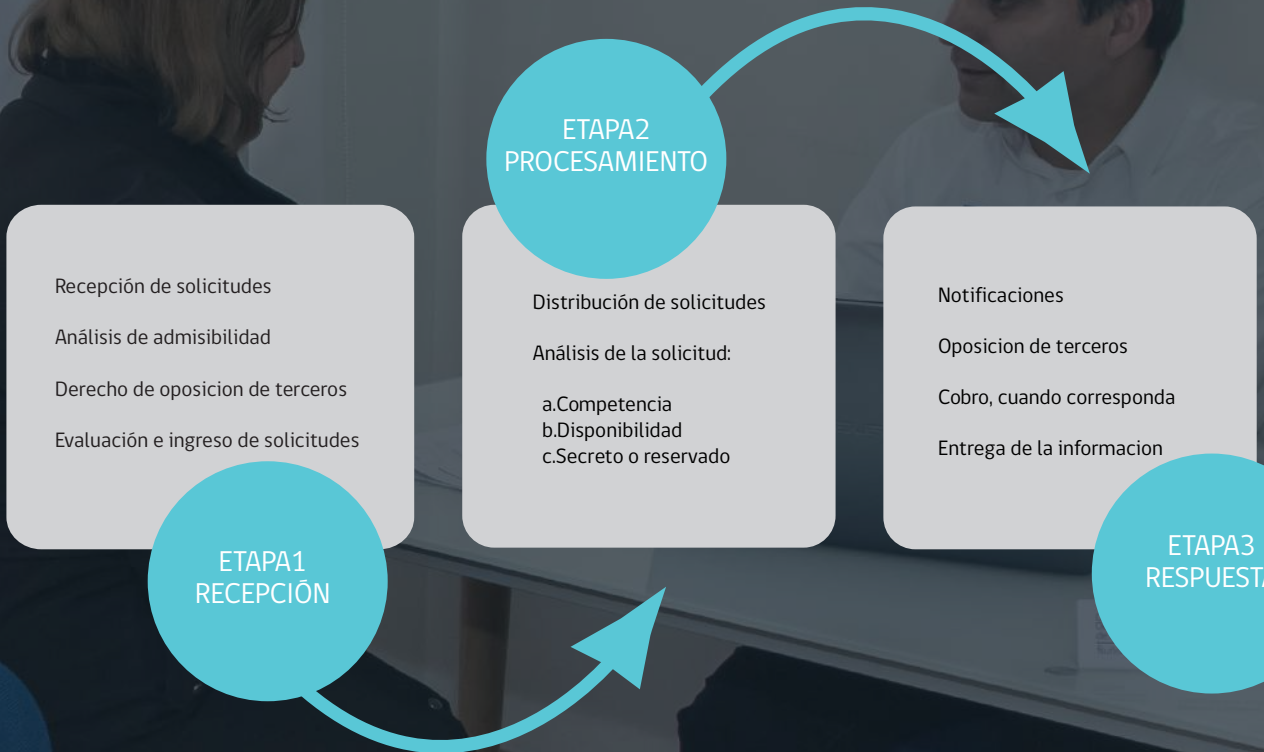 Recepción de solicitudes
Análisis de admisibilidad
Derecho de oposicion de terceros
Evaluación e ingreso de solicitudes
ETAPA1
RECEPCIÓN
ETAPA2
PROCESAMIENTO
Distribución de solicitudes
Análisis de la solicitud:
a.Competencia
b.Disponibilidad
c.Secreto o reservado
Notificaciones
Oposicion de terceros
Cobro, cuando corresponda
Entrega de la informacion
ETAPA3
RESPUESTA